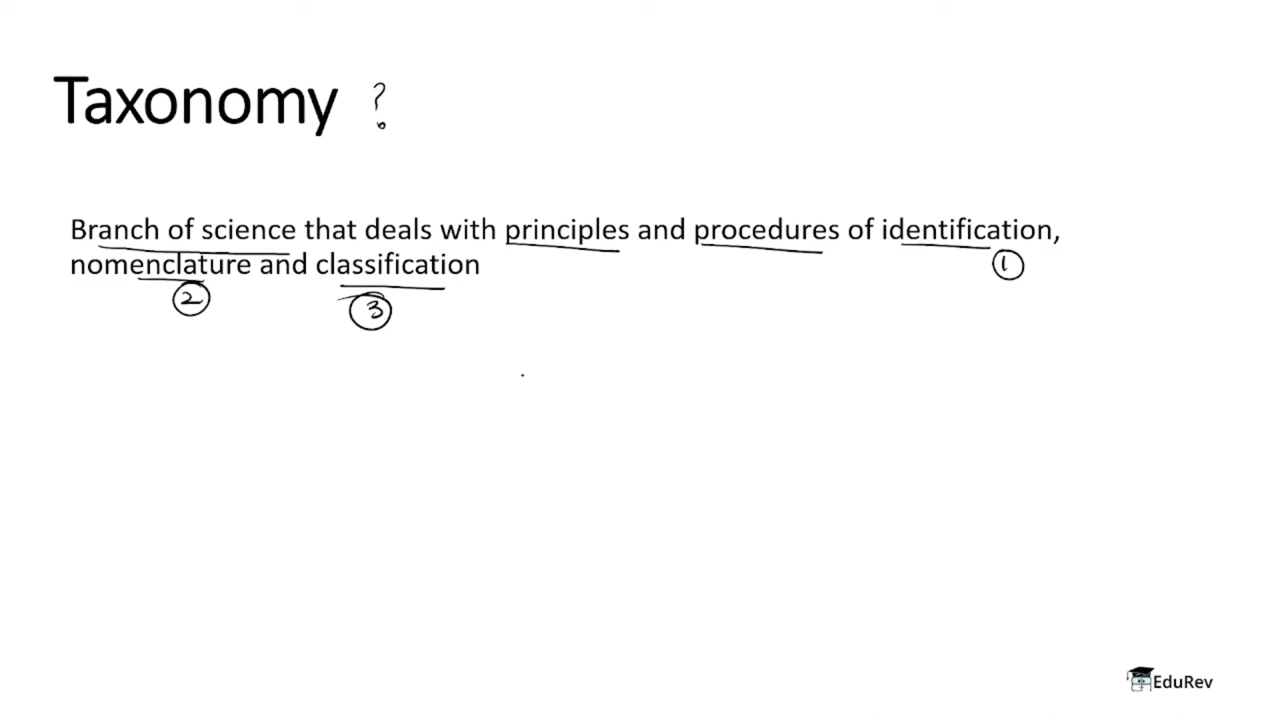 Taxonomy ?
Branch of science that deals with principles and procedures of identification,
1
nomenclature and classification
2 3
EduRev